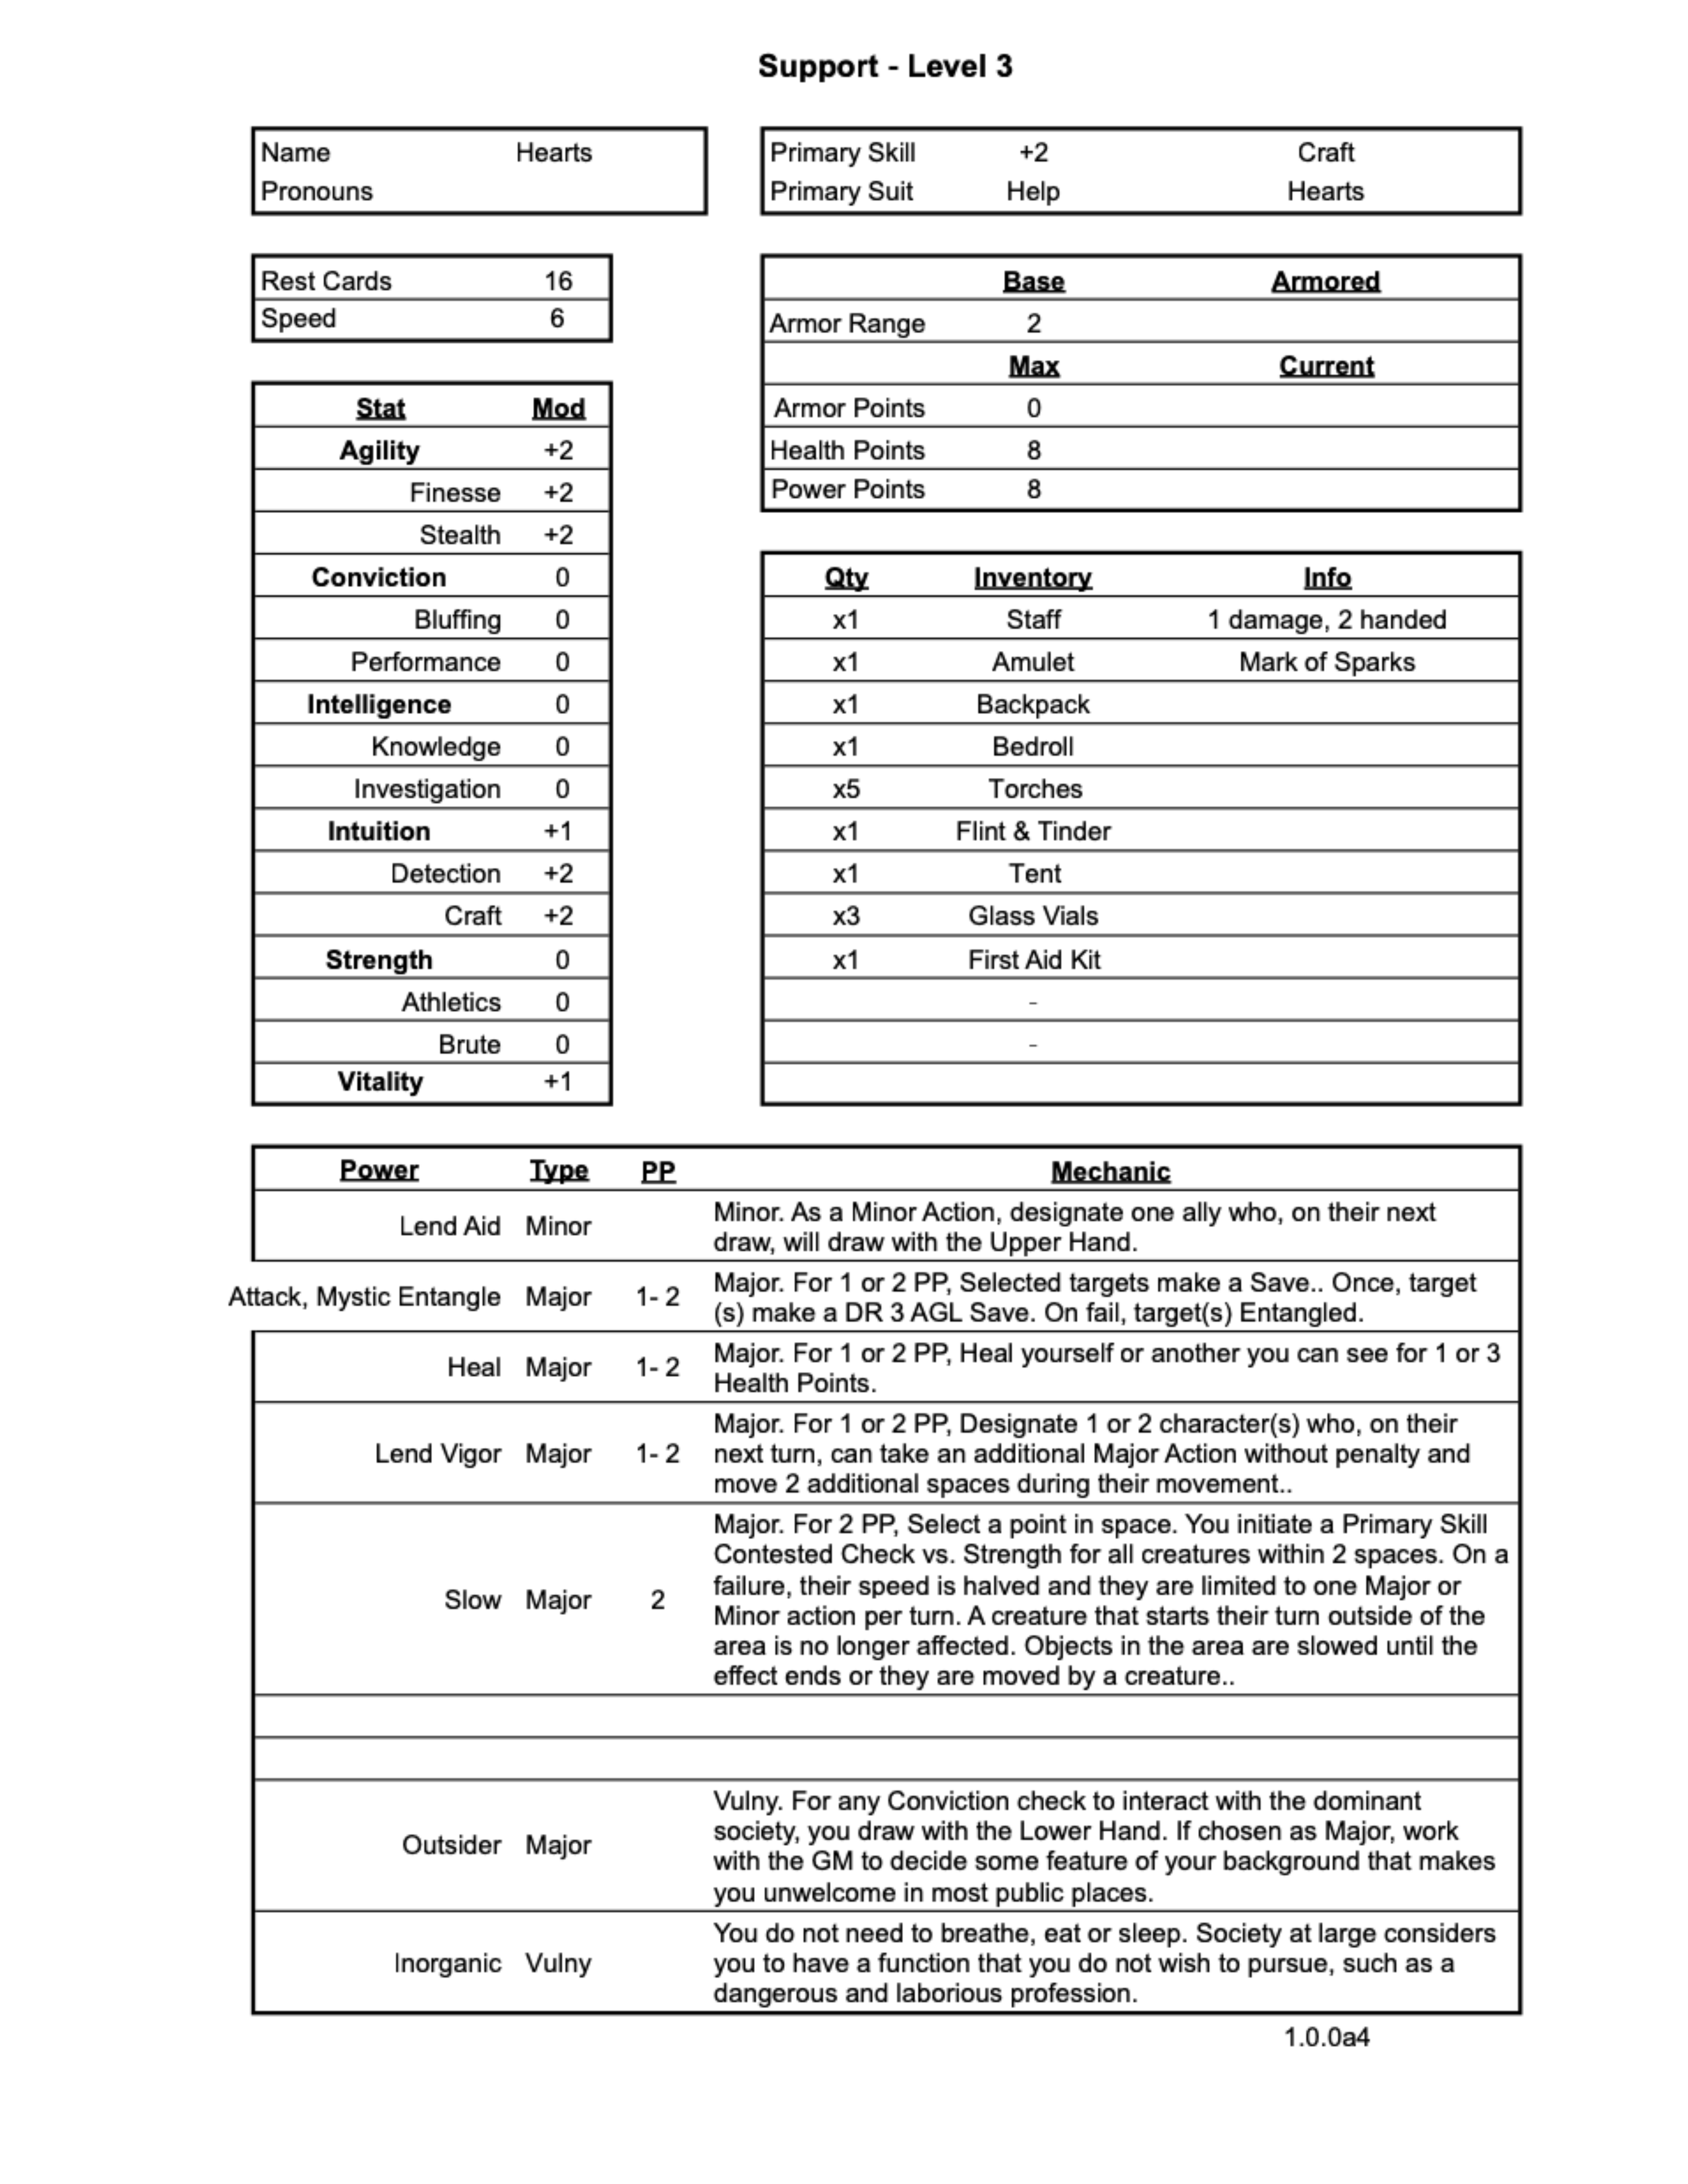 Support - Level 3
Name Hearts
Pronouns
Primary Skill +2 Craft
Primary Suit Help Hearts
Rest Cards 16
Speed 6
Base Armored
Armor Range 2
Max Current
Armor Points 0
Health Points 8
Power Points 8
Stat Mod
Agility +2
Finesse +2
Stealth +2
Conviction 0
Bluffing 0
Performance 0
Intelligence 0
Knowledge 0
Investigation 0
Intuition +1
Detection +2
Craft +2
Strength 0
Athletics 0
Brute 0
Vitality +1
Qty Inventory Info
x1 Staff 1 damage, 2 handed
x1 Amulet Mark of Sparks
x1 Backpack
x1 Bedroll
x5 Torches
x1 Flint & Tinder
x1 Tent
x3 Glass Vials
x1 First Aid Kit
-
-
Power Type PP Mechanic
Lend Aid Minor
Minor. As a Minor Action, designate one ally who, on their next
draw, will draw with the Upper Hand.
Attack, Mystic Entangle Major 1- 2
Major. For 1 or 2 PP, Selected targets make a Save.. Once, target
(s) make a DR 3 AGL Save. On fail, target(s) Entangled.
Heal Major 1- 2
Major. For 1 or 2 PP, Heal yourself or another you can see for 1 or 3
Health Points.
Lend Vigor Major 1- 2
Major. For 1 or 2 PP, Designate 1 or 2 character(s) who, on their
next turn, can take an additional Major Action without penalty and
move 2 additional spaces during their movement..
Slow Major 2
Major. For 2 PP, Select a point in space. You initiate a Primary Skill
Contested Check vs. Strength for all creatures within 2 spaces. On a
failure, their speed is halved and they are limited to one Major or
Minor action per turn. A creature that starts their turn outside of the
area is no longer affected. Objects in the area are slowed until the
effect ends or they are moved by a creature..
Outsider Major
Vulny. For any Conviction check to interact with the dominant
society, you draw with the Lower Hand. If chosen as Major, work
with the GM to decide some feature of your background that makes
you unwelcome in most public places.
Inorganic Vulny
You do not need to breathe, eat or sleep. Society at large considers
you to have a function that you do not wish to pursue, such as a
dangerous and laborious profession.
1.0.0a4